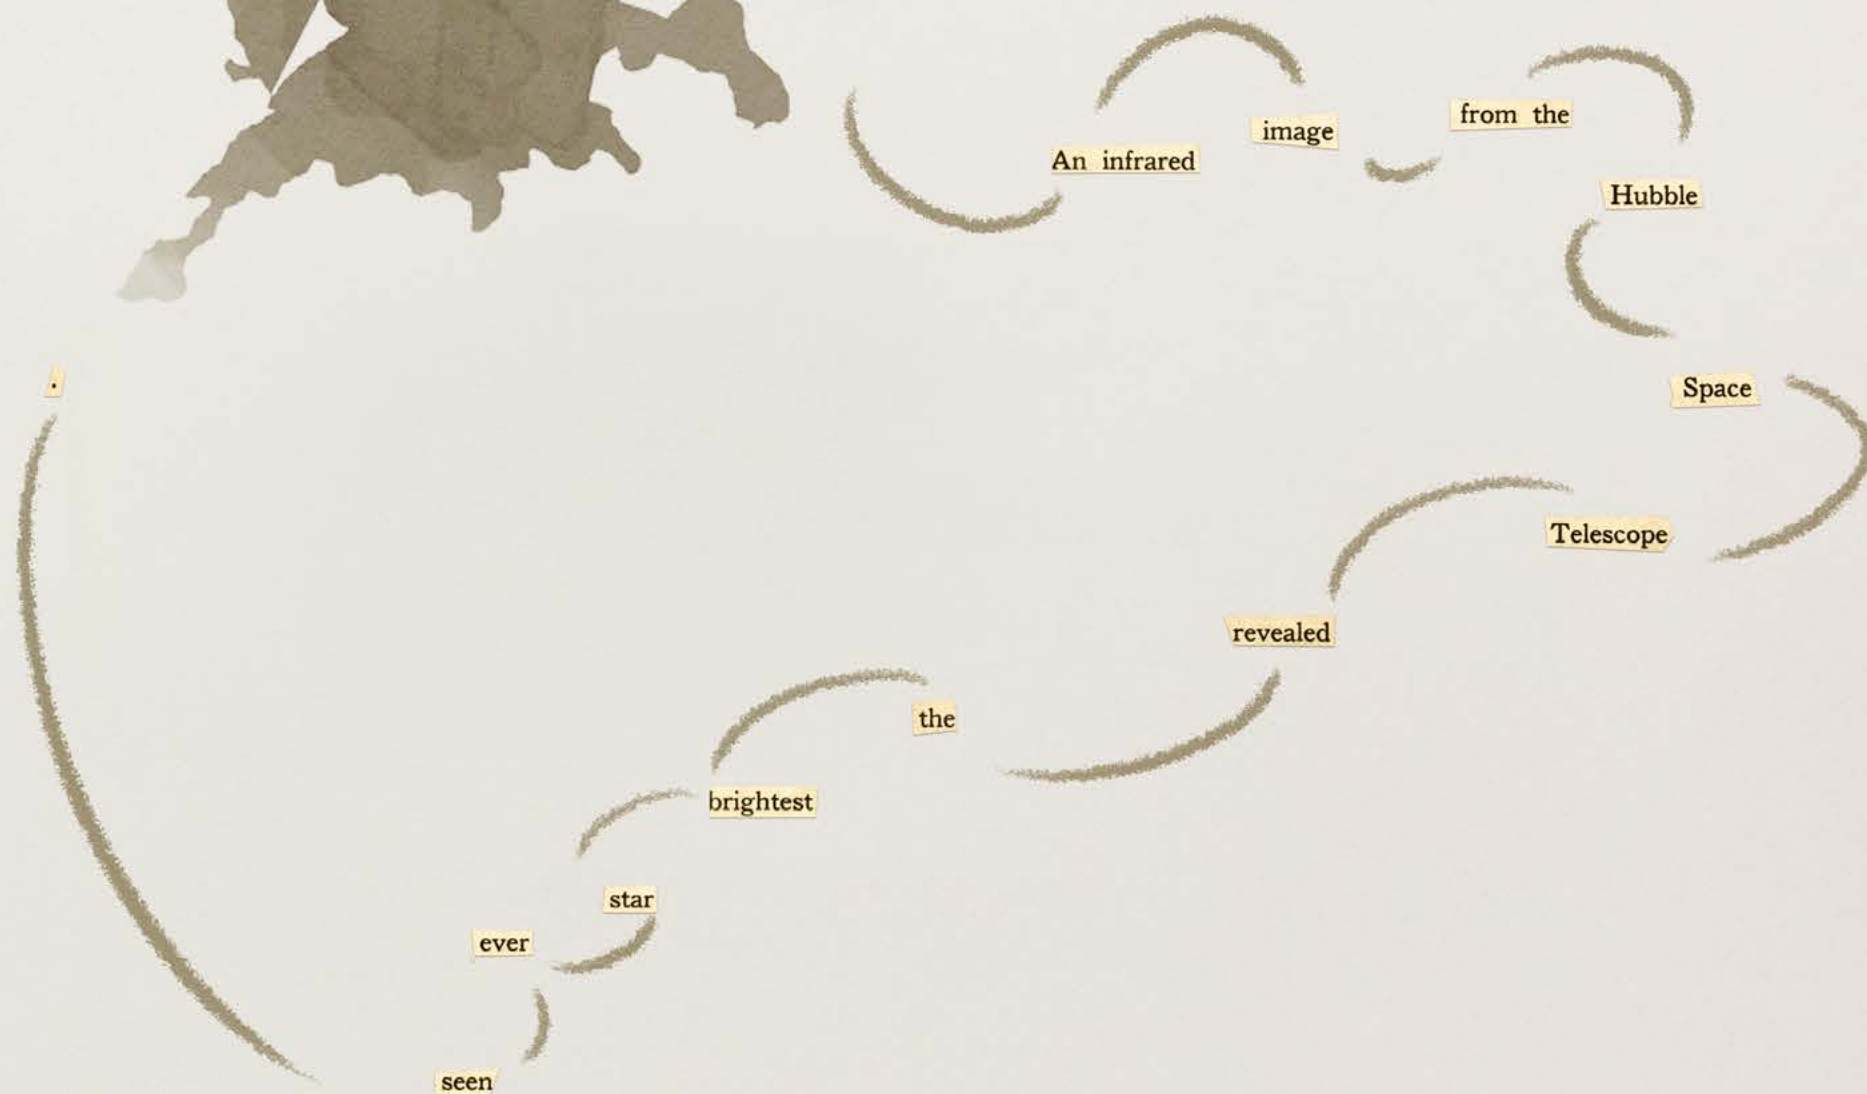 An infrared
image
from the
Hubble
Space
Telescope
revealed
the
brightest
star
ever
seen
.